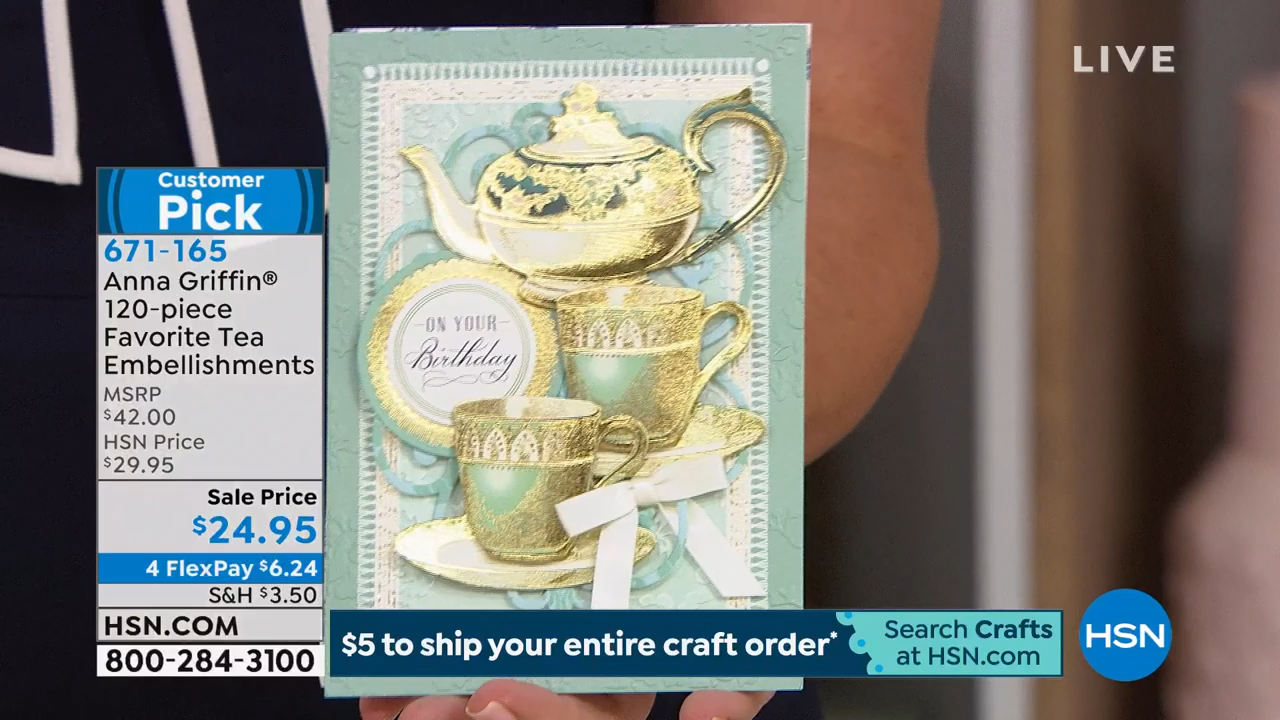 LIVE
Customer
Pick
671-165
Anna Griffin®
120-piece
Favorite Tea
Embellishments
MSRP
$42.00
HSN Price
$29.95
Sale Price
$24.95
4 FlexPay $6.24
S&H $3.50
HSN.COM
800-284-3100
ON YOUR
Birthday
$5 to ship your entire craft order*
Search Crafts
at HSN.com
HSN